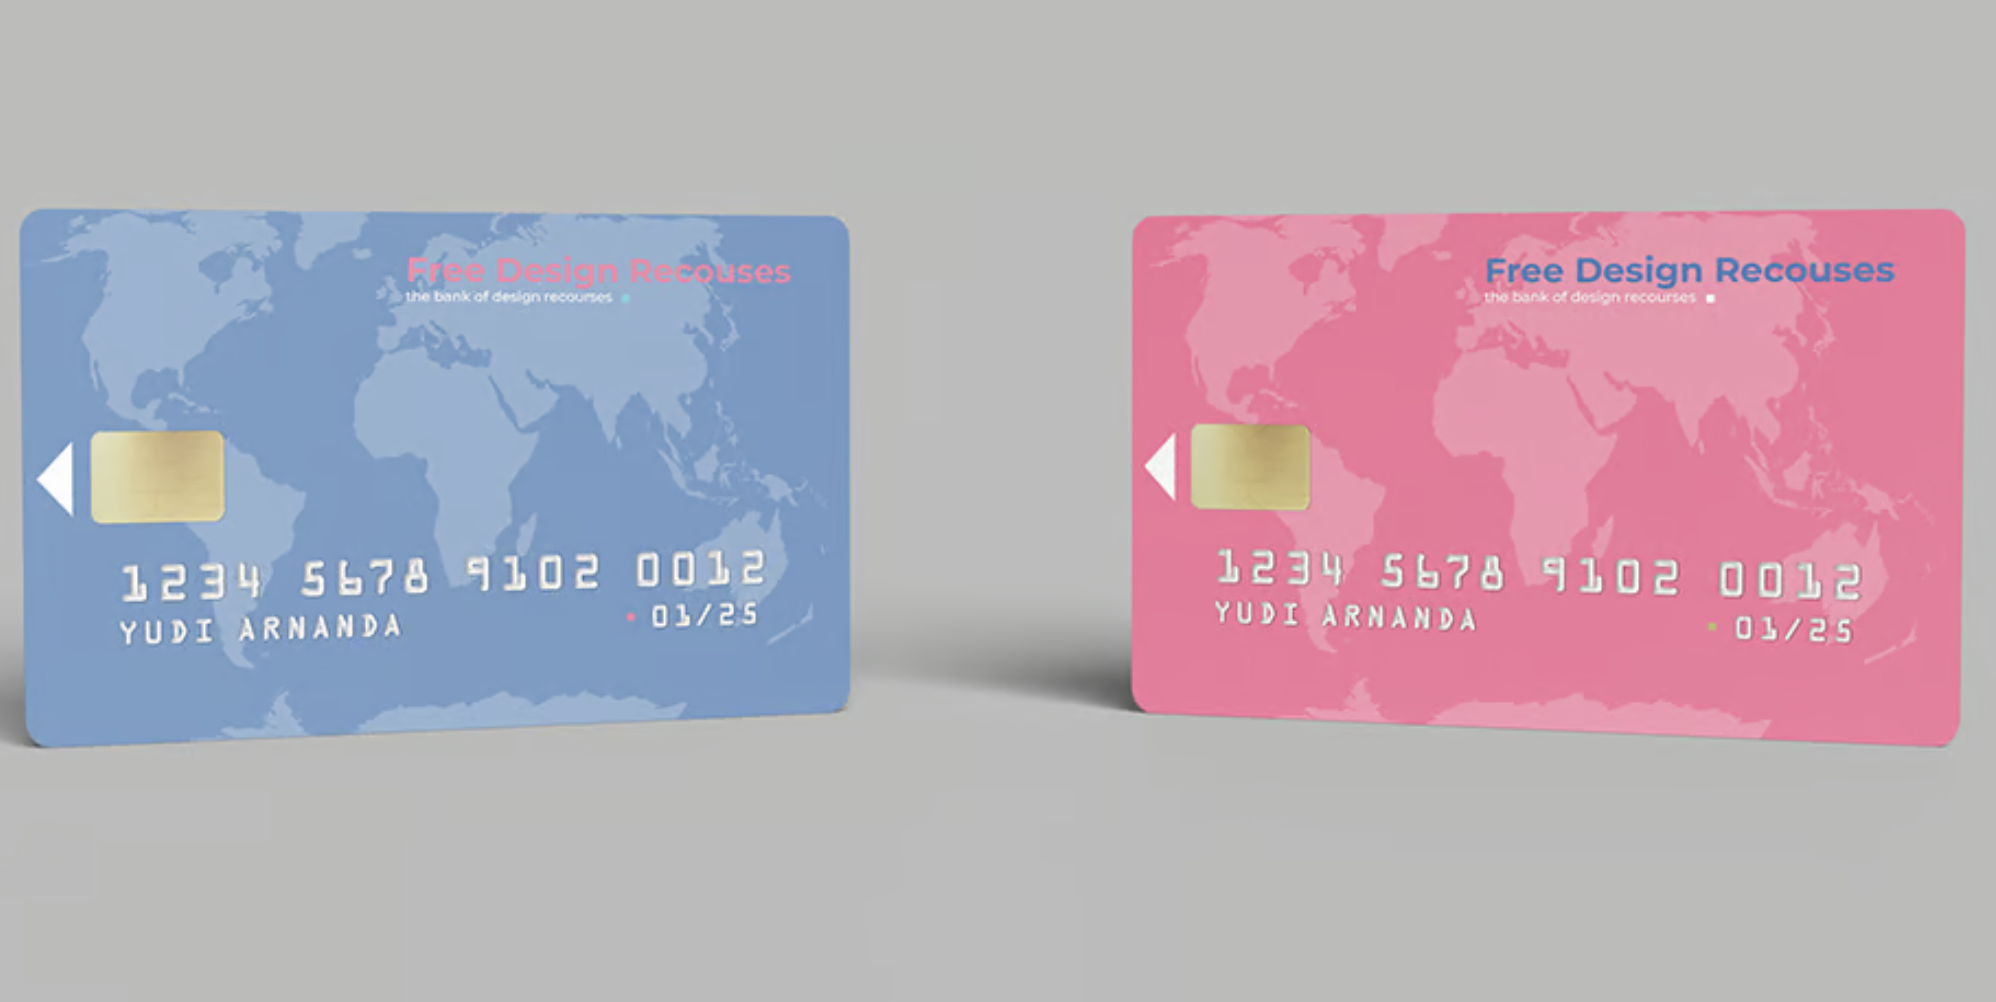 Free Design Recouses
the bank of design recourses
1234 5678 9102 0012
01/25
YUDI ARNANDA
Free Design Recouses
the bank of design recourses
1234 5678 9102 0012
YUDI ARNANDA
01/25